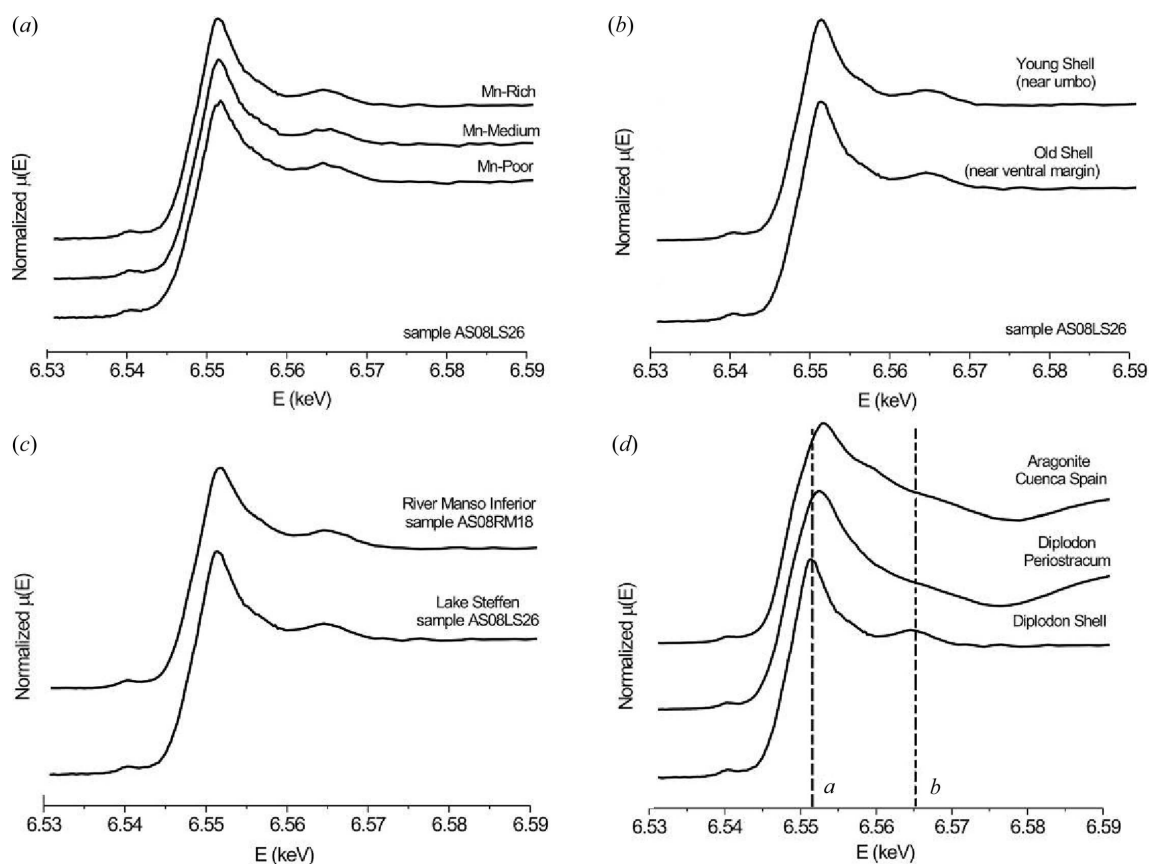 (a)
Normalized μ(E)
Mn-Rich
Mn-Medium
Mn-Poor
sample AS08LS26
6.53 6.54 6.55 6.56 6.57 6.58 6.59
E (keV)
(b)
Normalized μ(E)
Young Shell
(near umbo)
Old Shell
(near ventral margin)
sample AS08LS26
6.53 6.54 6.55 6.56 6.57 6.58 6.59
E (keV)
(c)
Normalized μ(E)
River Manso Inferior
sample AS08RM18
Lake Steffen
sample AS08LS26
6.53 6.54 6.55 6.56 6.57 6.58 6.59
E (keV)
(d)
Normalized μ(E)
Aragonite
Cuenca Spain
Diplodon
Periostracum
Diplodon Shell
a b
6.53 6.54 6.55 6.56 6.57 6.58 6.59
E (keV)